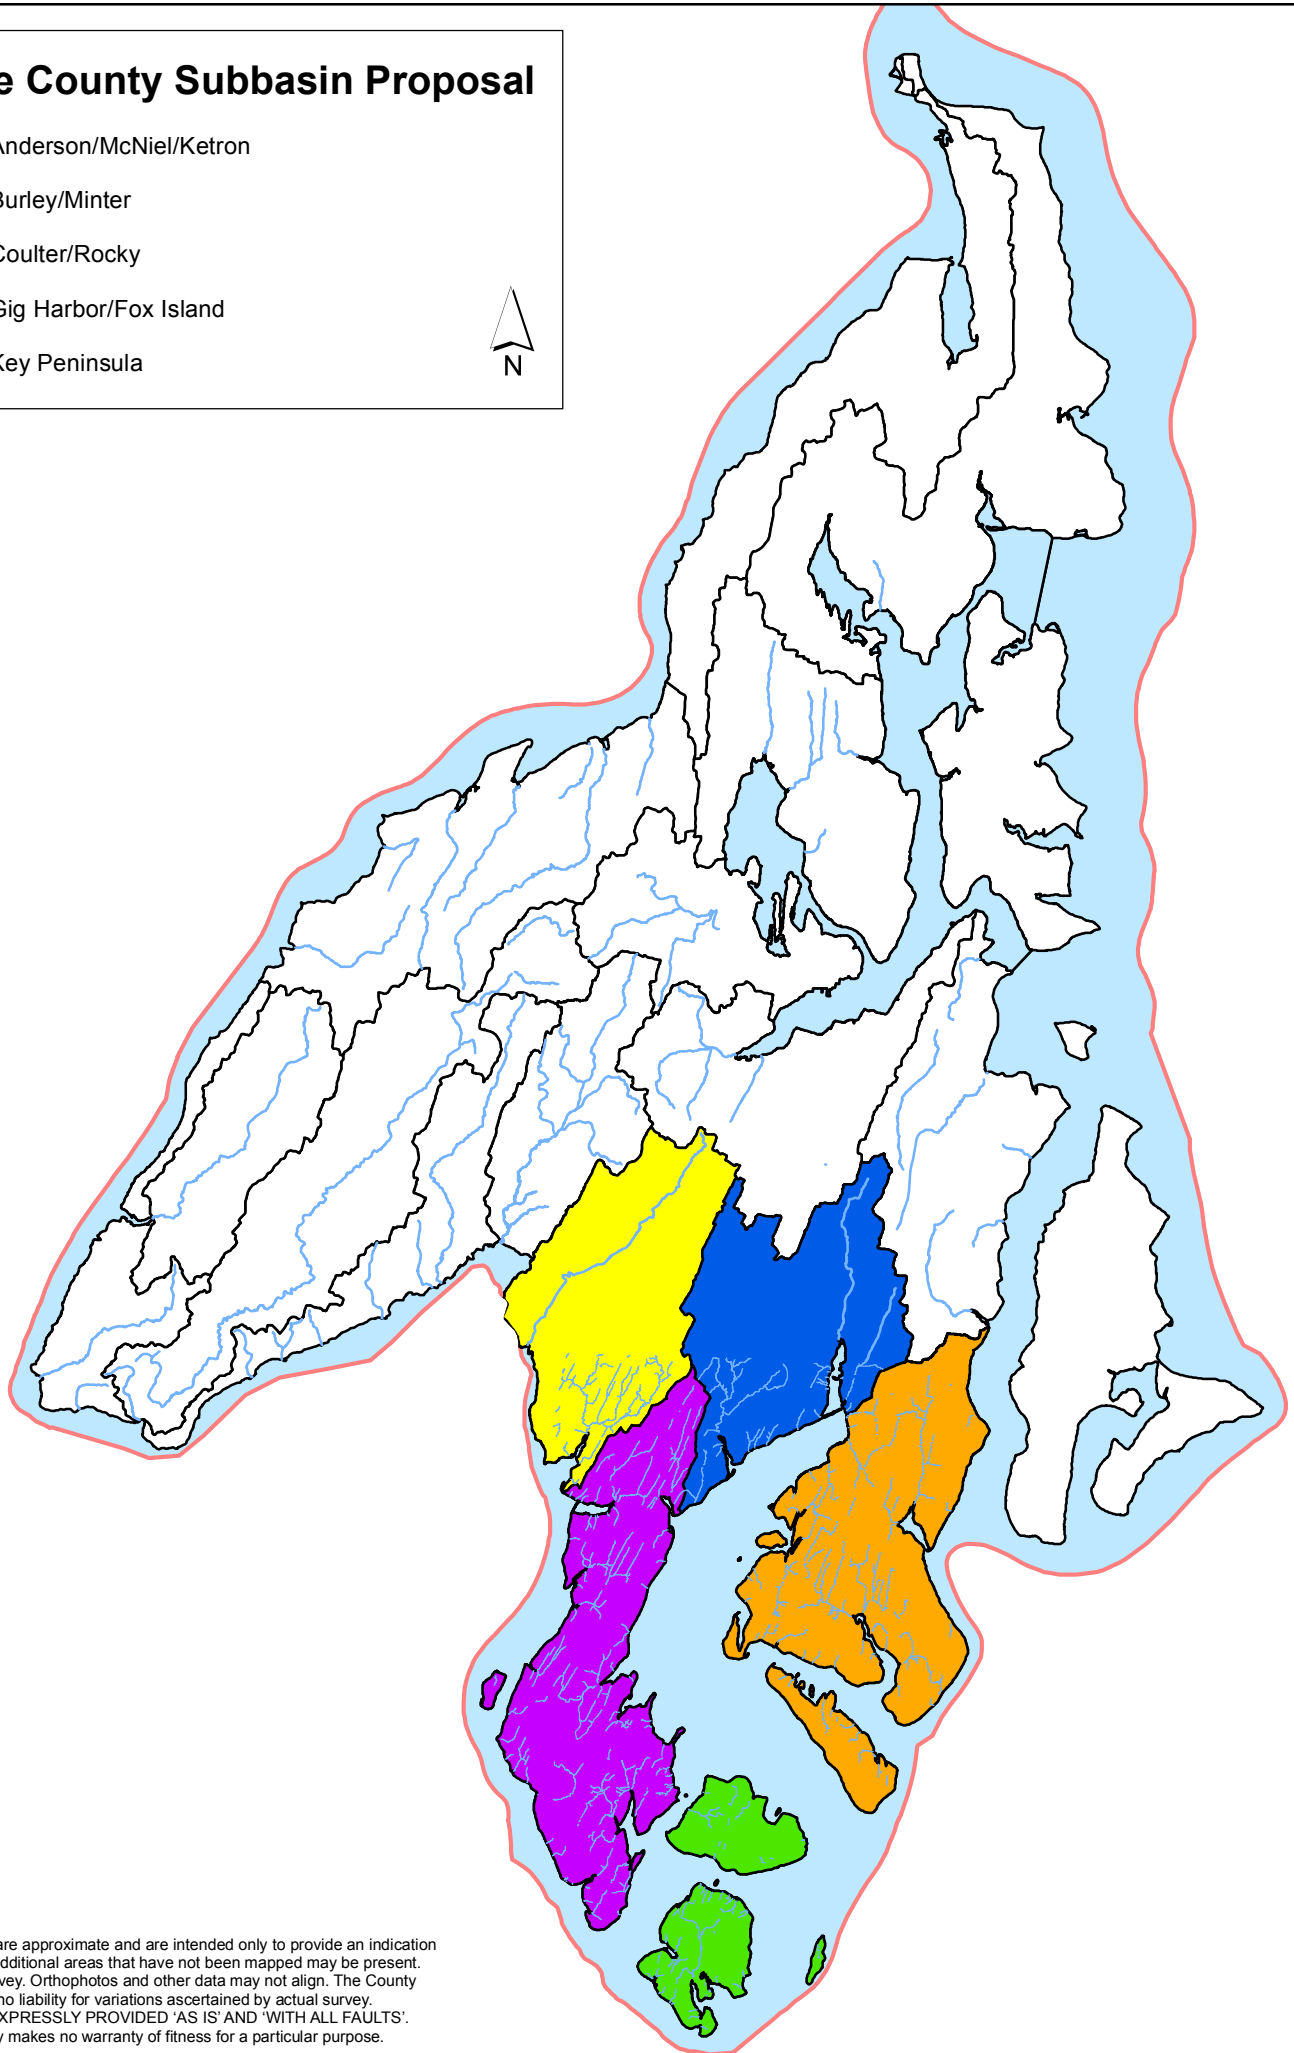 e County Subbasin Proposal
Anderson/McNiel/Ketron
Burley/Minter
Coulter/Rocky
Gig Harbor/Fox Island
Key Peninsula
N
are approximate and are intended only to provide an indication
dditional areas that have not been mapped may be present.
vey. Orthophotos and other data may not align. The County
no liability for variations ascertained by actual survey.
XPRESSLY PROVIDED ‘AS IS’ AND ‘WITH ALL FAULTS’.
y makes no warranty of fitness for a particular purpose.